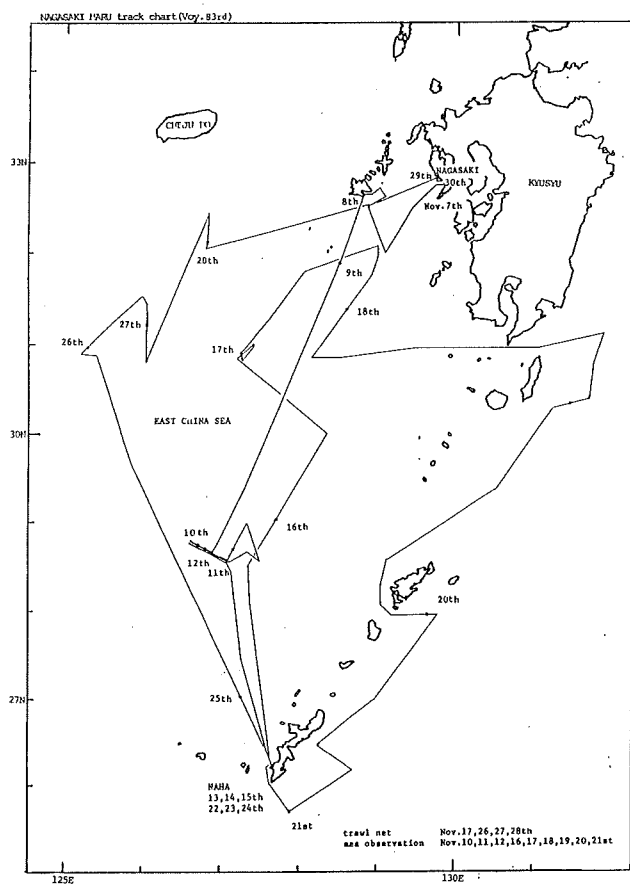 NAGASAKI MARU track chart(Voy.83rd)
CHEJU DO
33N
NAGASAKI
29th
30th
KYUSYU
8th
Nov.7th
20th
9th
18th
27th
26th
17th
EAST CHINA SEA
30N
16th
10th
12th
11th
20th
27N
25th
NAHA
13,14,15th
22,23,24th
21st
trawl net Nov.17,26,27,28th
sea observation Nov.10,11,12,16,17,18,19,20,21st
125E
130E